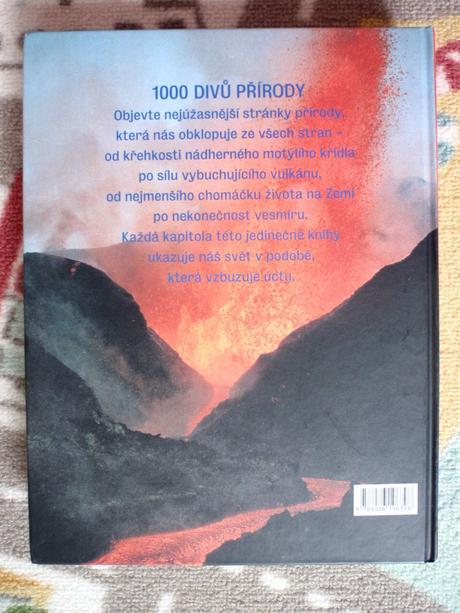 1000 DIVŮ PŘÍRODY
Objevte nejúžasnější stránky přírody,
která nás obklopuje ze všech stran –
od křehkosti nádherného motýlího křídla
po sílu vybuchujícího vulkánu,
od nejmenšího chomáčku života na Zemi
po nekonečnost vesmíru.
Každá kapitola této jedinečné knihy
ukazuje náš svět v podobě,
která vzbuzuje úctu.